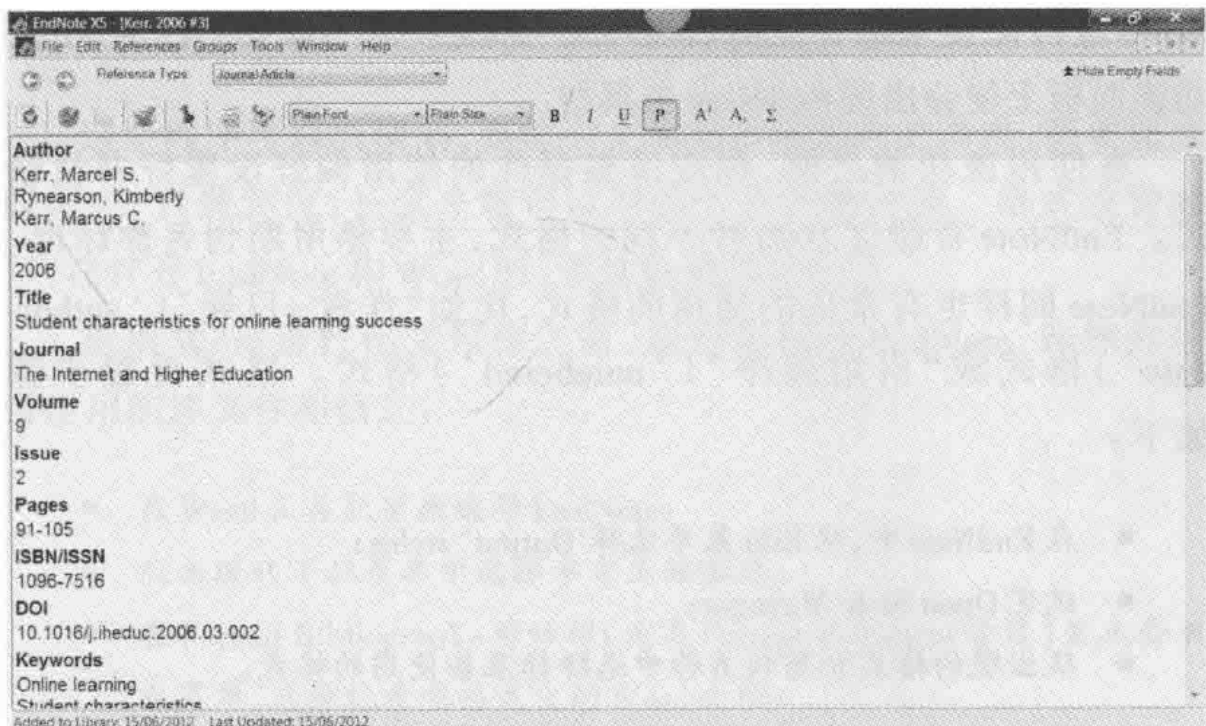 EndNote X5 - [Kerr, 2006 #3]
File Edit References Groups Tools Window Help
Reference Type Journal Article Hide Empty Fields
Plain Font Plain Size B I U P A¹ A₁ Σ
Author
Kerr, Marcel S.
Rynearson, Kimberly
Kerr, Marcus C.
Year
2006
Title
Student characteristics for online learning success
Journal
The Internet and Higher Education
Volume
9
Issue
2
Pages
91-105
ISBN/ISSN
1096-7516
DOI
10.1016/j.iheduc.2006.03.002
Keywords
Online learning
Student characteristics
Added to Library: 15/06/2012 Last Updated: 15/06/2012